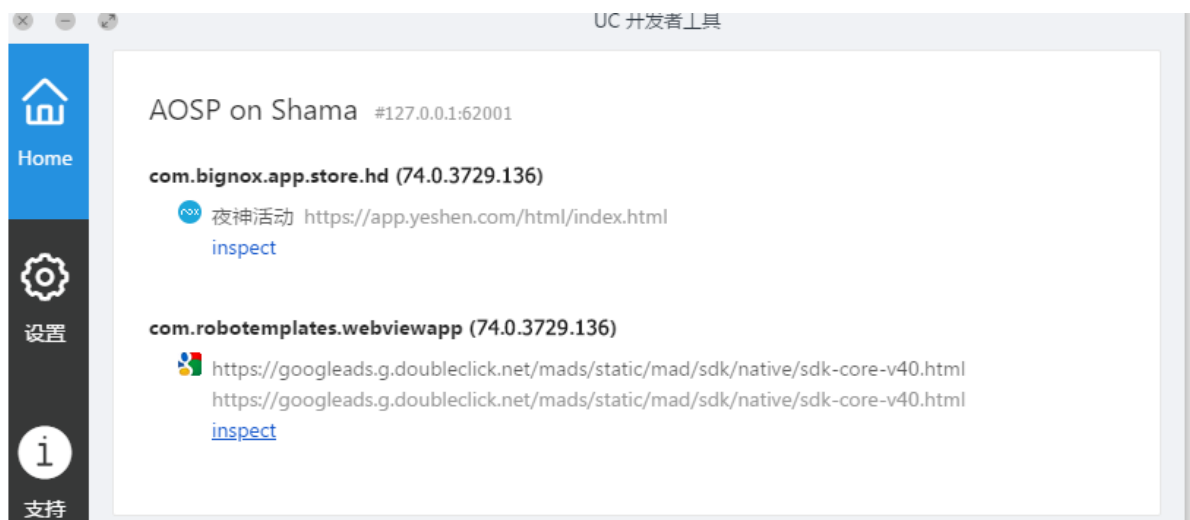 UC 开发者工具
Home
设置
支持
AOSP on Shama #127.0.0.1:62001
com.bignox.app.store.hd (74.0.3729.136)
nox 夜神活动 https://app.yeshen.com/html/index.html
inspect
com.robotemplates.webviewapp (74.0.3729.136)
https://googleads.g.doubleclick.net/mads/static/mad/sdk/native/sdk-core-v40.html
https://googleads.g.doubleclick.net/mads/static/mad/sdk/native/sdk-core-v40.html
inspect